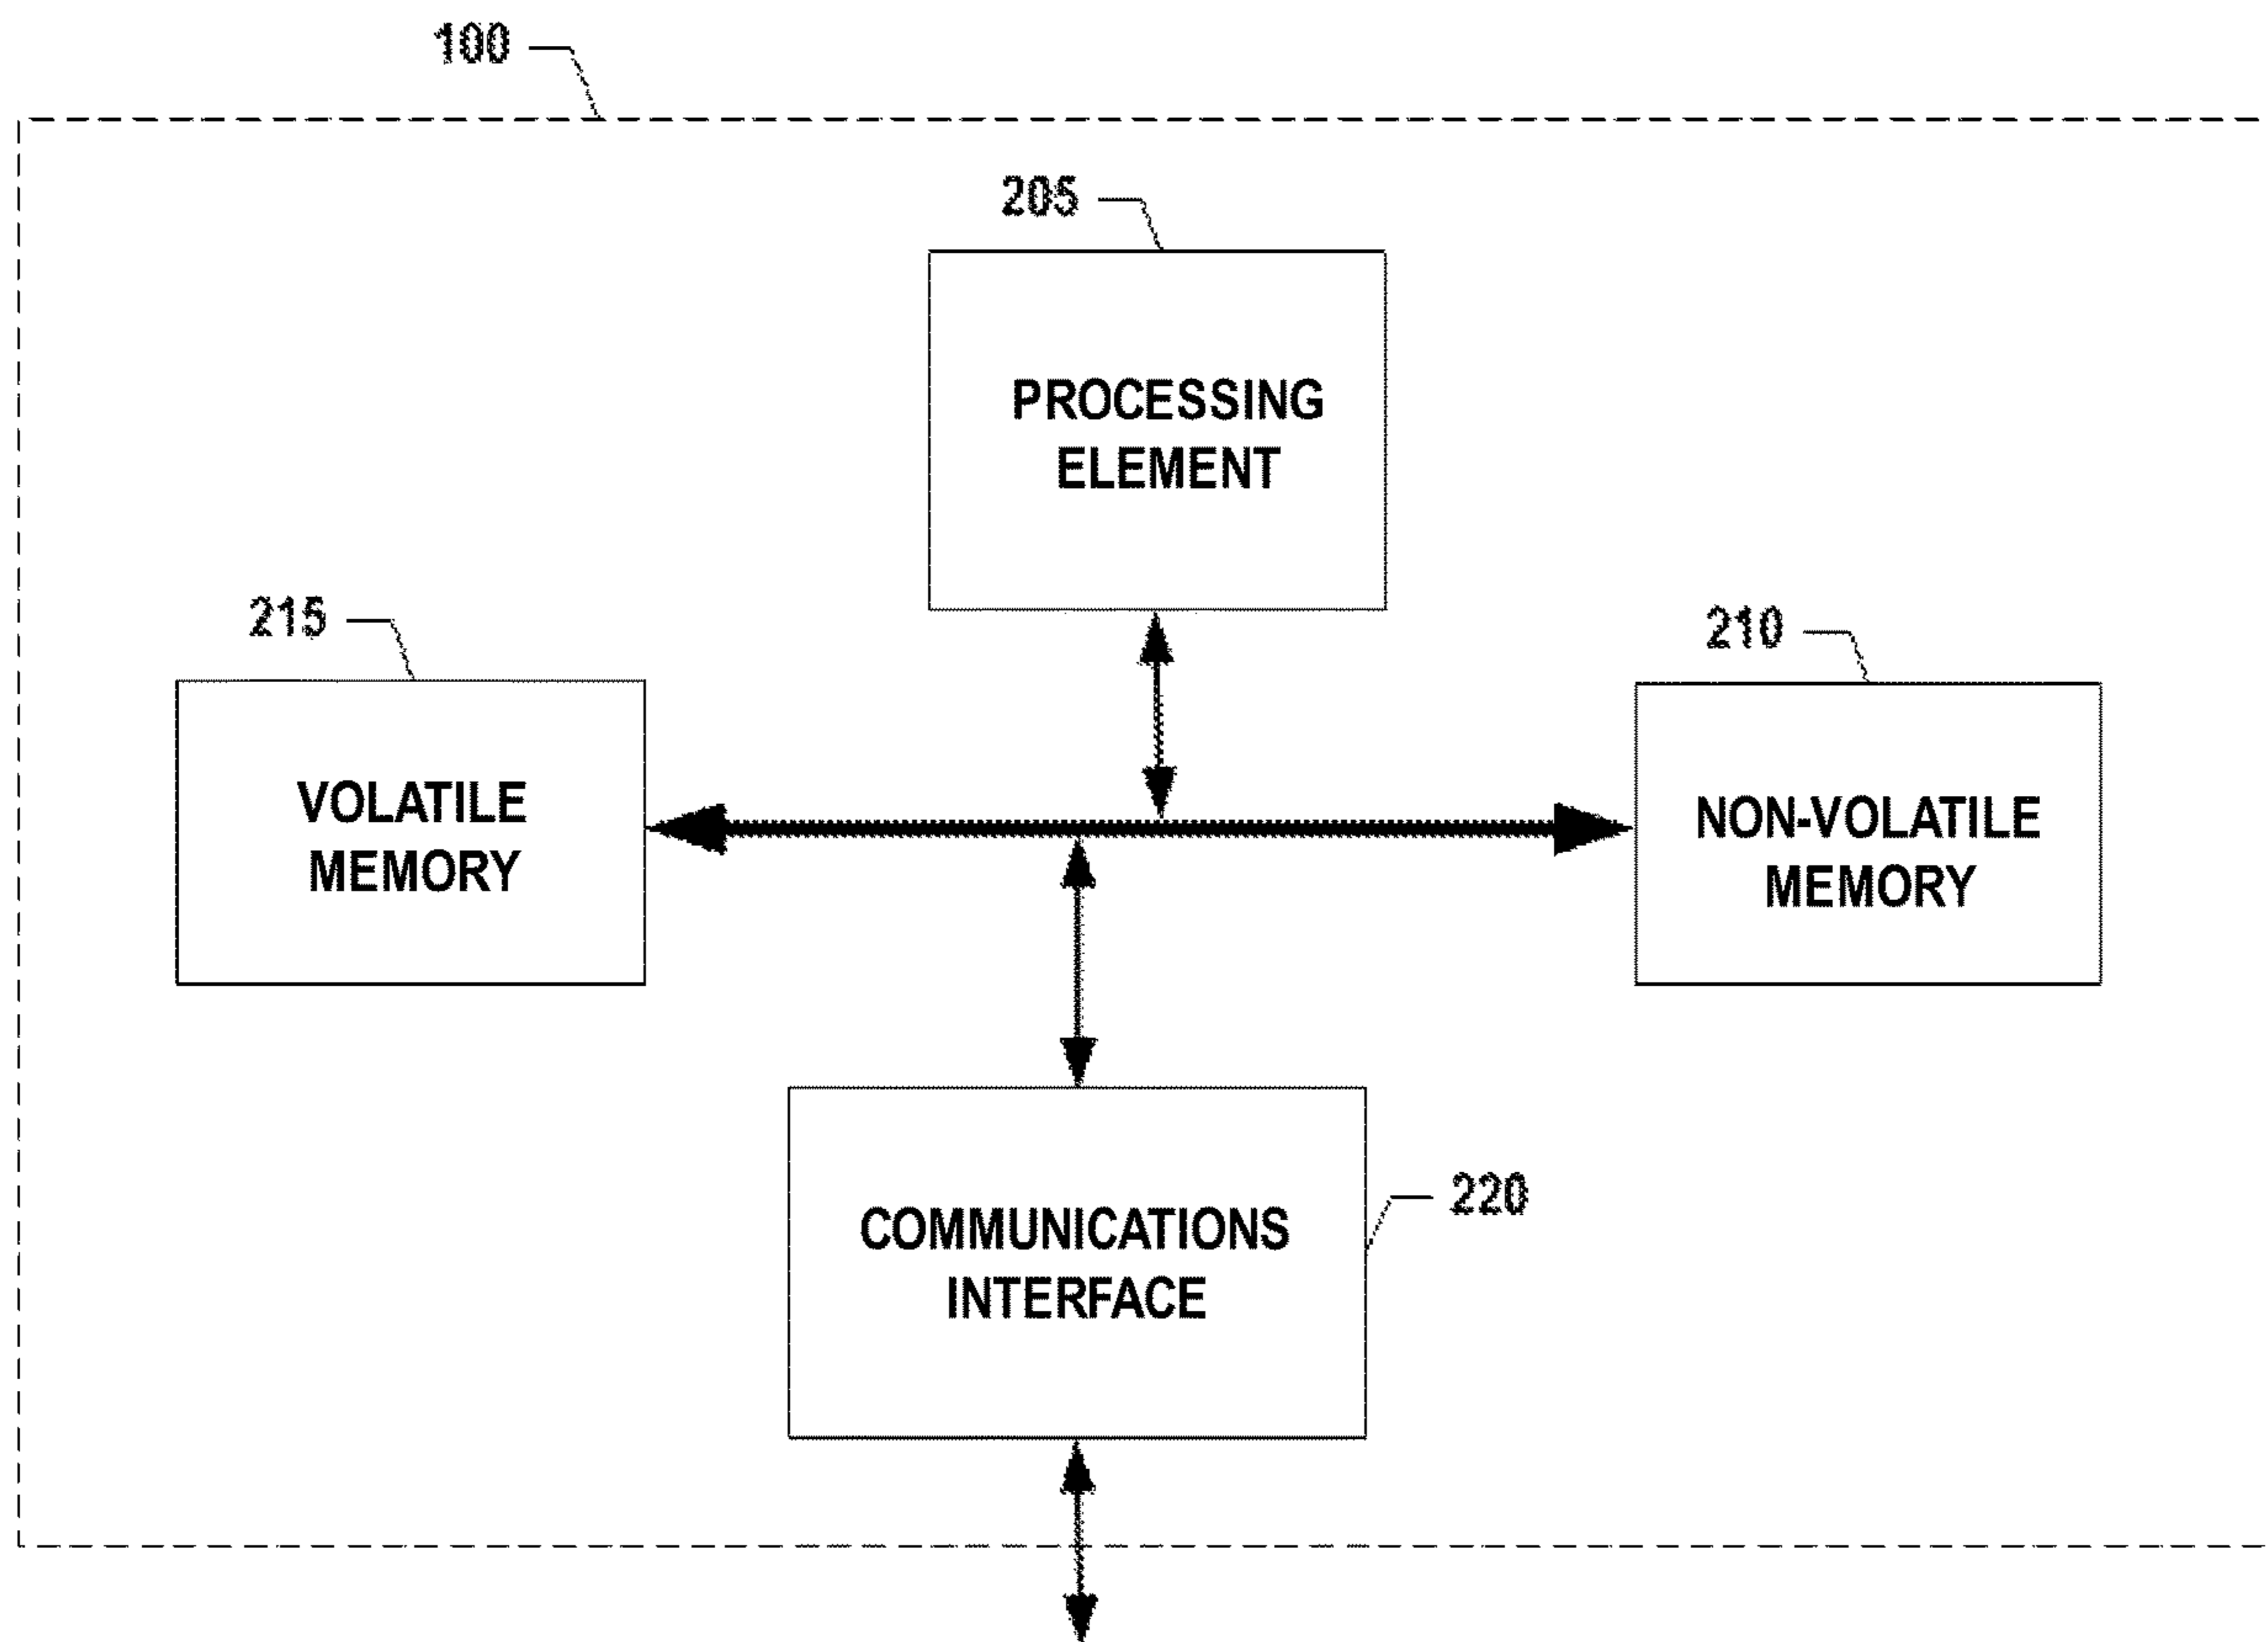 100
205
PROCESSING
ELEMENT
215
210
VOLATILE
MEMORY
NON-VOLATILE
MEMORY
220
COMMUNICATIONS
INTERFACE